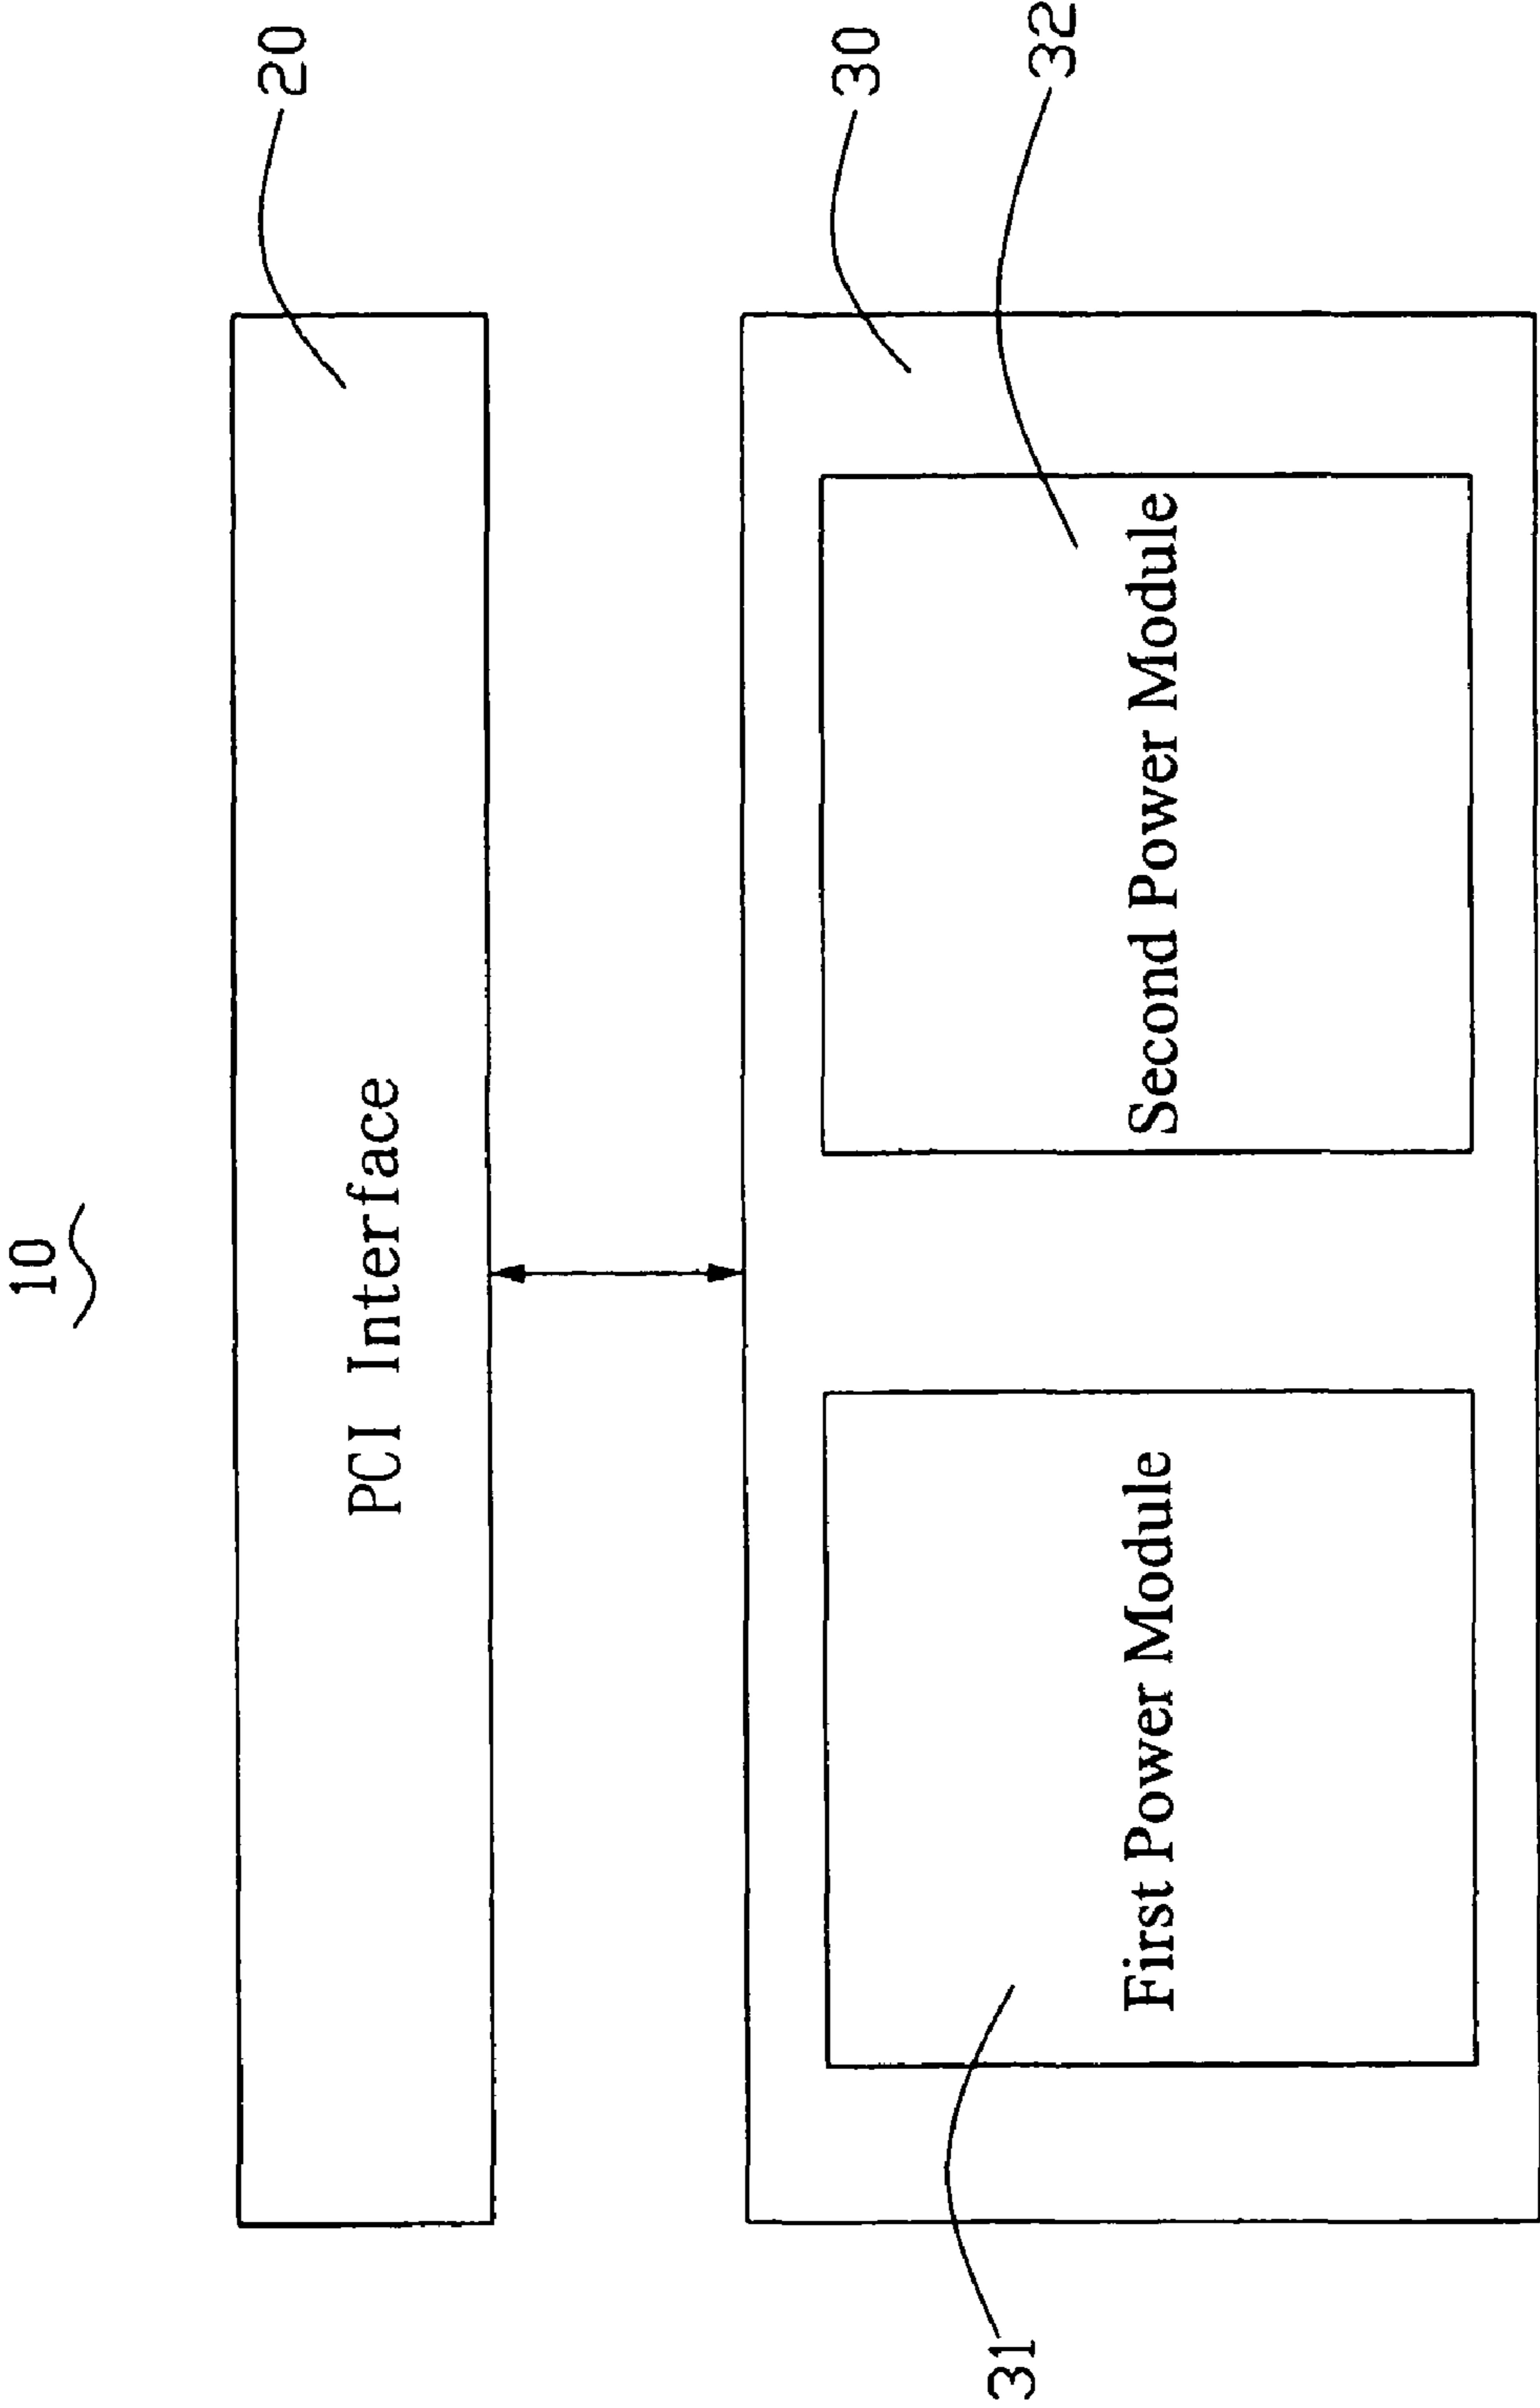 10
20
PCI Interface
30
32
31
First Power Module
Second Power Module